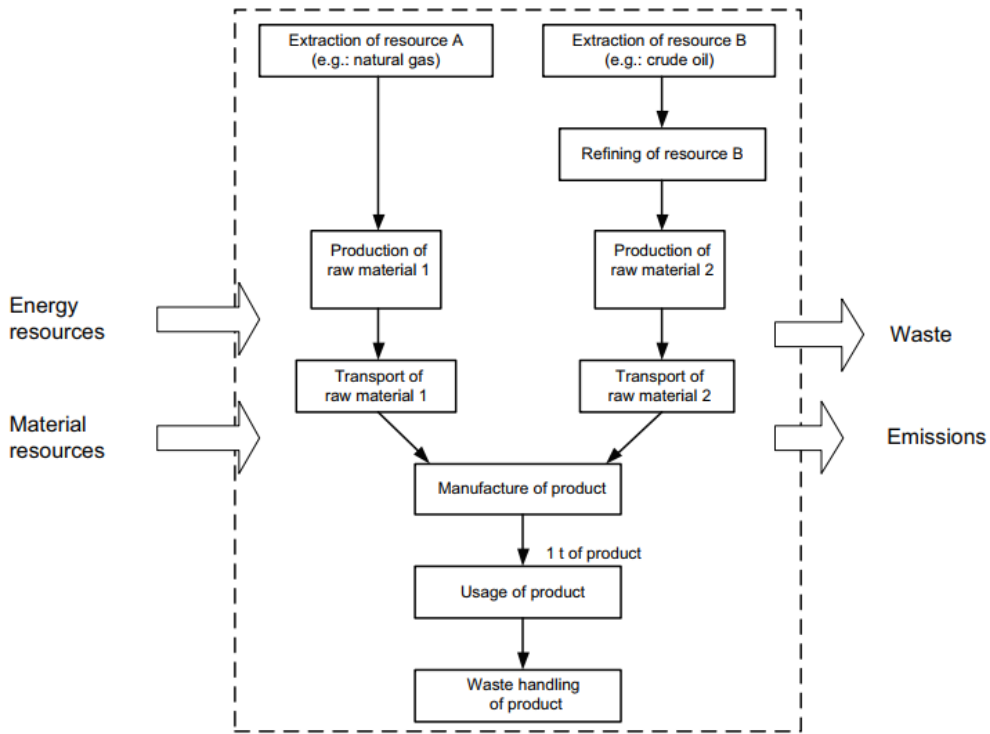 Extraction of resource A
(e.g.: natural gas)
Extraction of resource B
(e.g.: crude oil)
Refining of resource B
Production of
raw material 1
Production of
raw material 2
Energy
resources
Waste
Transport of
raw material 1
Transport of
raw material 2
Material
resources
Emissions
Manufacture of product
1 t of product
Usage of product
Waste handling
of product